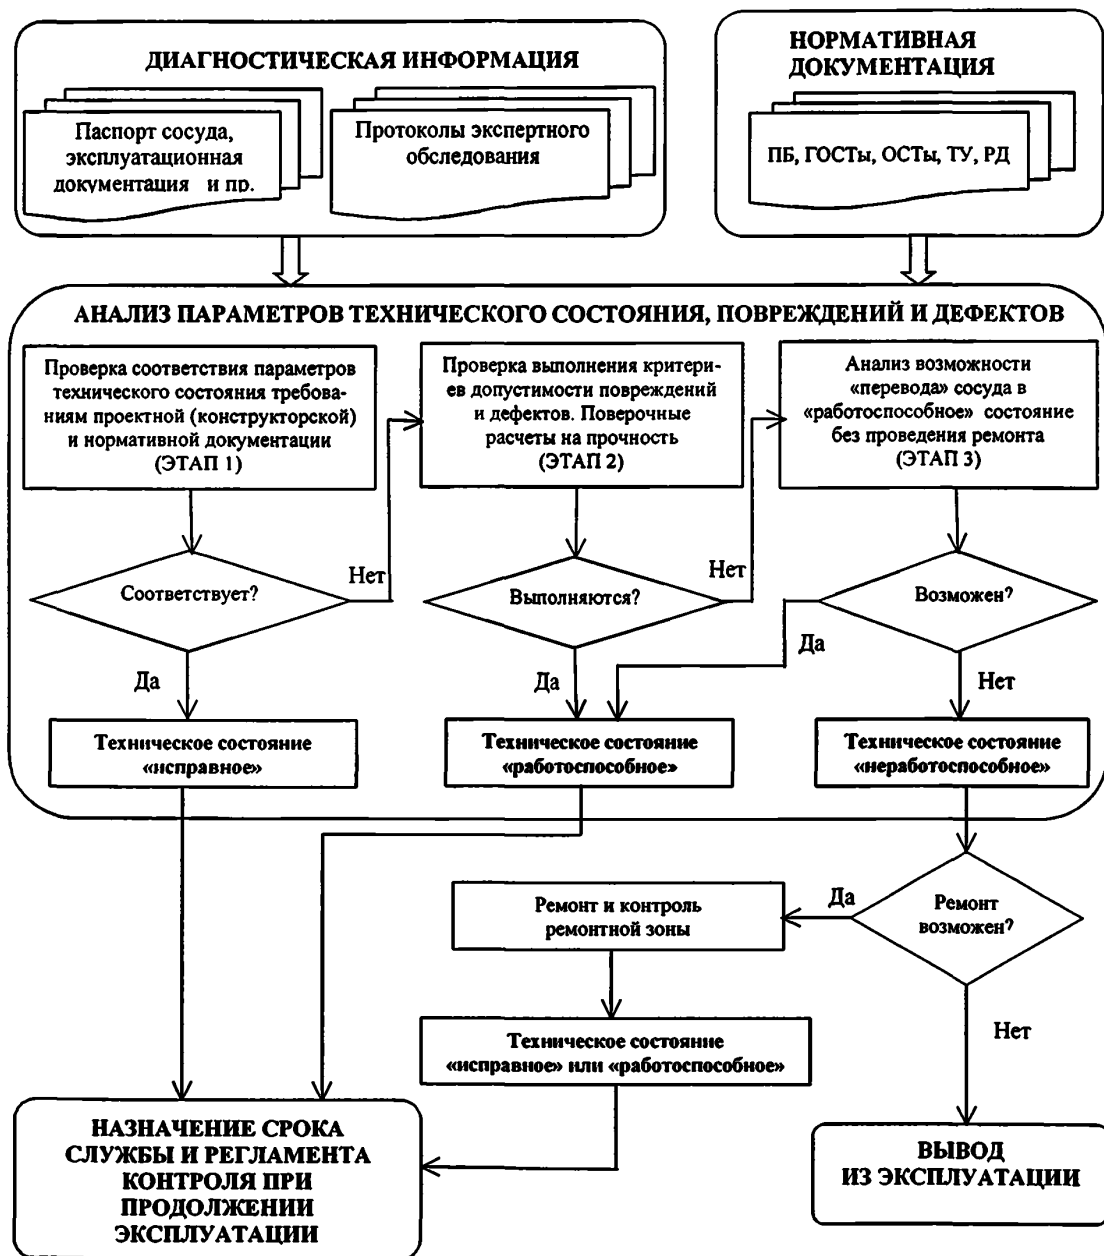 ДИАГНОСТИЧЕСКАЯ ИНФОРМАЦИЯ
Паспорт сосуда,
эксплуатационная
документация и пр.
Протоколы экспертного
обследования
НОРМАТИВНАЯ
ДОКУМЕНТАЦИЯ
ПБ, ГОСТы, ОСТы, ТУ, РД
АНАЛИЗ ПАРАМЕТРОВ ТЕХНИЧЕСКОГО СОСТОЯНИЯ, ПОВРЕЖДЕНИЙ И ДЕФЕКТОВ
Проверка соответствия параметров
технического состояния требова-
ниям проектной (конструкторской)
и нормативной документации
(ЭТАП 1)
Проверка выполнения критери-
ев допустимости повреждений
и дефектов. Поверочные
расчеты на прочность
(ЭТАП 2)
Анализ возможности
«перевода» сосуда в
«работоспособное» состояние
без проведения ремонта
(ЭТАП 3)
Соответствует?
Нет
Выполняются?
Нет
Возможен?
Да
Да
Да
Нет
Техническое состояние
«исправное»
Техническое состояние
«работоспособное»
Техническое состояние
«неработоспособное»
Ремонт и контроль
ремонтной зоны
Да
Ремонт
возможен?
Нет
Техническое состояние
«исправное» или «работоспособное»
НАЗНАЧЕНИЕ СРОКА
СЛУЖБЫ И РЕГЛАМЕНТА
КОНТРОЛЯ ПРИ
ПРОДОЛЖЕНИИ
ЭКСПЛУАТАЦИИ
ВЫВОД
ИЗ ЭКСПЛУАТАЦИИ